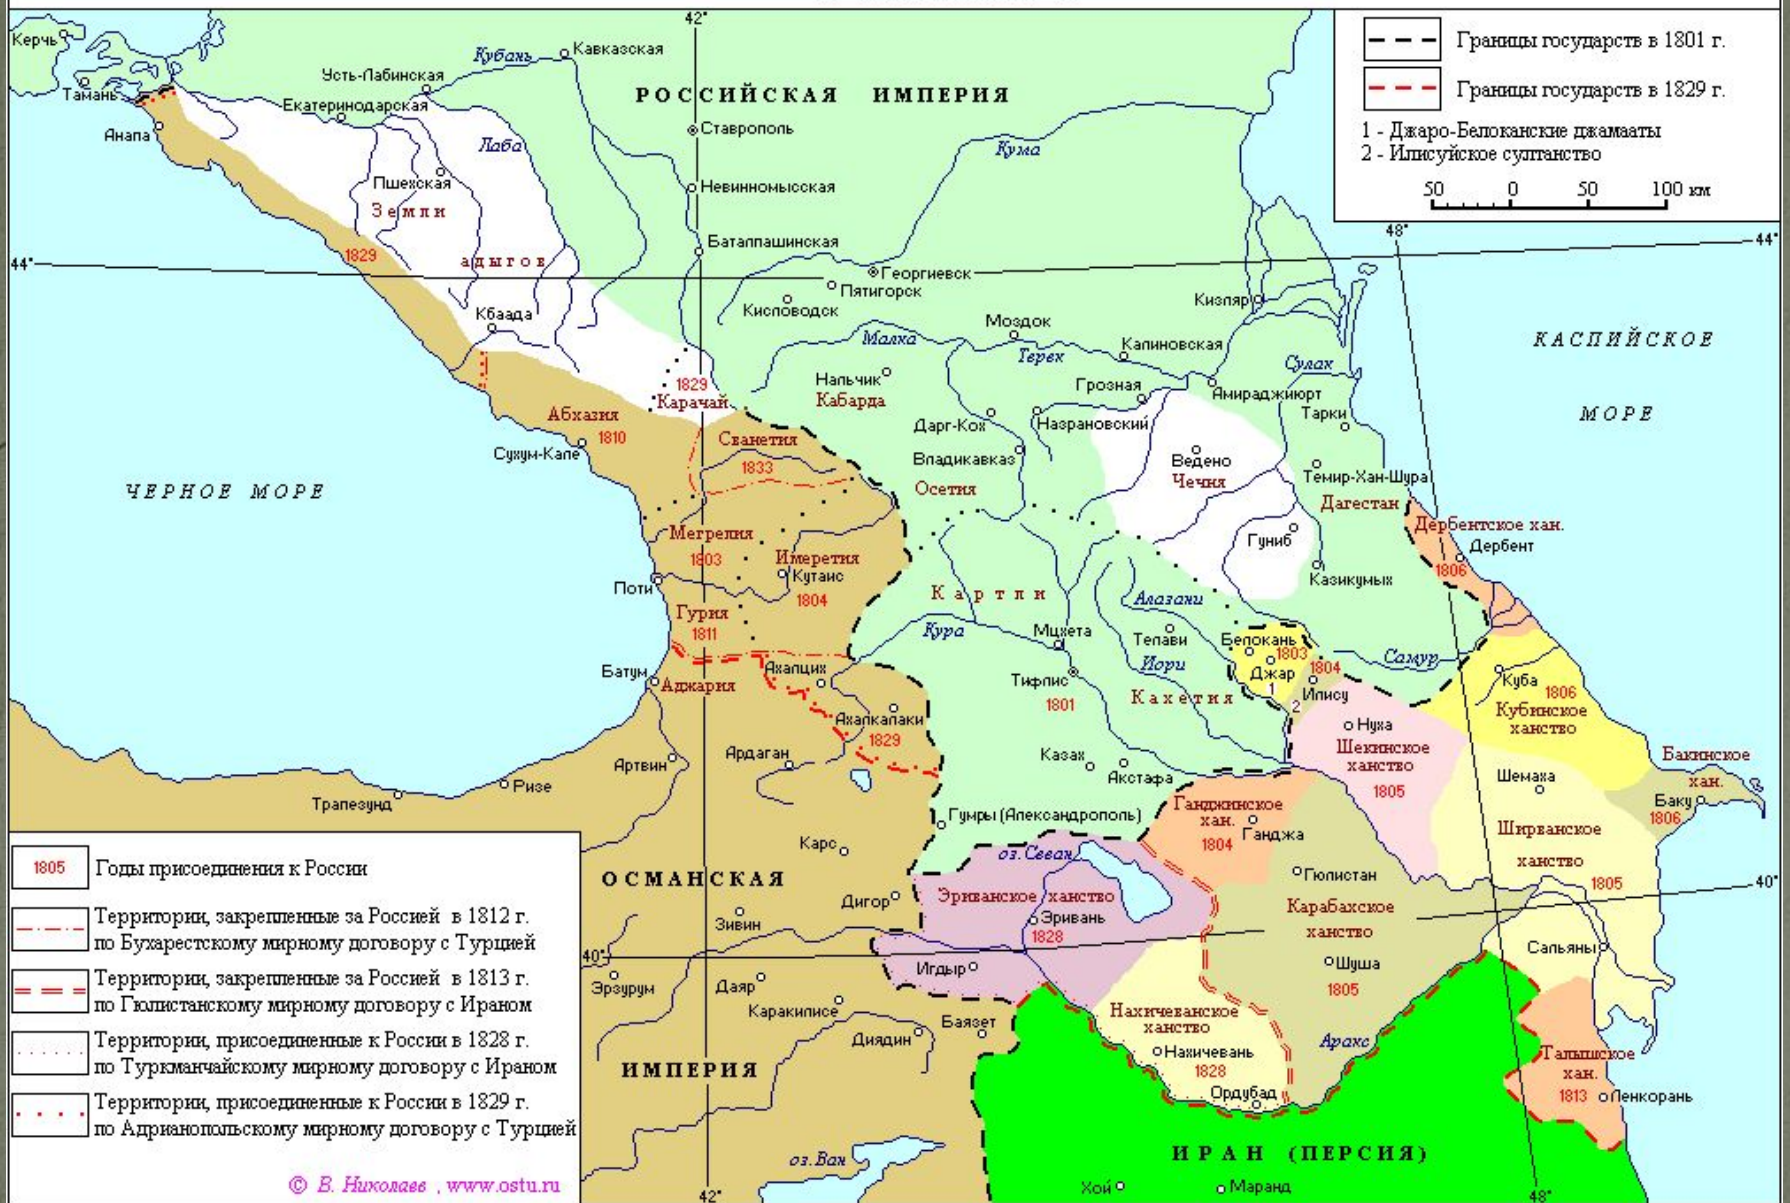 42°
Керчь
Тамань
Анапа
Усть-Лабинская
Екатеринодарская
Кубань
Кавказская
РОССИЙСКАЯ ИМПЕРИЯ
Ставрополь
Лаба
Кума
Невинномысская
Пшехская
Земли
адыгов
Баталпашинская
1829
44°
Георгиевск
Пятигорск
Кисловодск
Кбаада
Границы государств в 1801 г.
Границы государств в 1829 г.
1 - Джаро-Белоканские джамааты
2 - Илисуйское султанство
50 0 50 100 км
48°
44°
Кизляр
Моздок
Малка
Терек
Калиновская
Сулак
КАСПИЙСКОЕ
МОРЕ
1829
Карачай
Нальчик
Кабарда
Грозная
Амираджиюрт
Тарки
Абхазия
1810
Сухум-Кале
Сванетия
1833
Дарг-Кох
Назрановский
Владикавказ
Осетия
Ведено
Чечня
Темир-Хан-Шура
Дагестан
ЧЕРНОЕ МОРЕ
Мегрелия
1803
Имеретия
Кутаис
1804
Поти
Гурия
1811
Гуниб
Казикумых
Дербентское хан.
Дербент
1806
Картли
Алазани
Кура
Мцхета
Телави
Иори
Белокань
1803
Джар
1
1804
Илису
2
Самур
Батум
Аджария
Ахалцих
Тифлис
1801
Кахетия
Куба
1806
Кубинское
ханство
Ахалкалаки
1829
Нуха
Шекинское
ханство
1805
Бакинское
хан.
Баку
1806
Артвин
Ардаган
Казах
Акстафа
Шемаха
Ризе
Трапезунд
Гумры (Александрополь)
Ганджинское
хан.
1804
Ганджа
Ширванское
ханство
1805
Карс
оз. Севан
ОСМАНСКАЯ
Дигор
Эриванское ханство
Эривань
1828
Гюлистан
Карабахское
ханство
40°
Зивин
40°
Игдыр
Шуша
1805
Сальяны
Эрзурум
Даяр
Каракилисе
Баязет
Диядин
Нахичеванское
ханство
Нахичевань
1828
Аракс
Ордубад
Талышское
хан.
1813
Ленкорань
ИМПЕРИЯ
ИРАН (ПЕРСИЯ)
оз. Ван
42°
Хой
Маранд
48°
1805 Годы присоединения к России
Территории, закрепленные за Россией в 1812 г.
по Бухарестскому мирному договору с Турцией
Территории, закрепленные за Россией в 1813 г.
по Гюлистанскому мирному договору с Ираном
Территории, присоединенные к России в 1828 г.
по Туркманчайскому мирному договору с Ираном
Территории, присоединенные к России в 1829 г.
по Адрианопольскому мирному договору с Турцией
© В. Николаев , www.ostu.ru